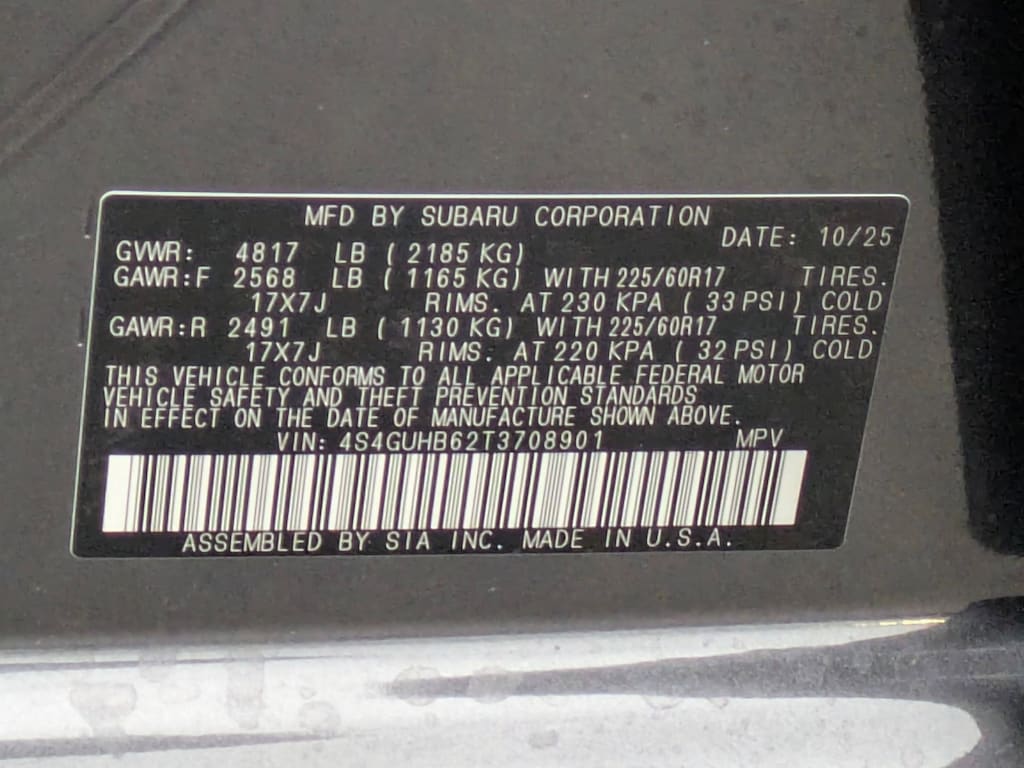 MFD BY SUBARU CORPORATION
DATE: 10/25
GVWR: 4817 LB ( 2185 KG)
GAWR:F 2568 LB ( 1165 KG) WITH 225/60R17 TIRES.
17X7J RIMS. AT 230 KPA ( 33 PSI) COLD
GAWR:R 2491 LB ( 1130 KG) WITH 225/60R17 TIRES.
17X7J RIMS. AT 220 KPA ( 32 PSI) COLD
THIS VEHICLE CONFORMS TO ALL APPLICABLE FEDERAL MOTOR
VEHICLE SAFETY AND THEFT PREVENTION STANDARDS
IN EFFECT ON THE DATE OF MANUFACTURE SHOWN ABOVE.
VIN: 4S4GUHB62T3708901 MPV
ASSEMBLED BY SIA INC. MADE IN U.S.A.